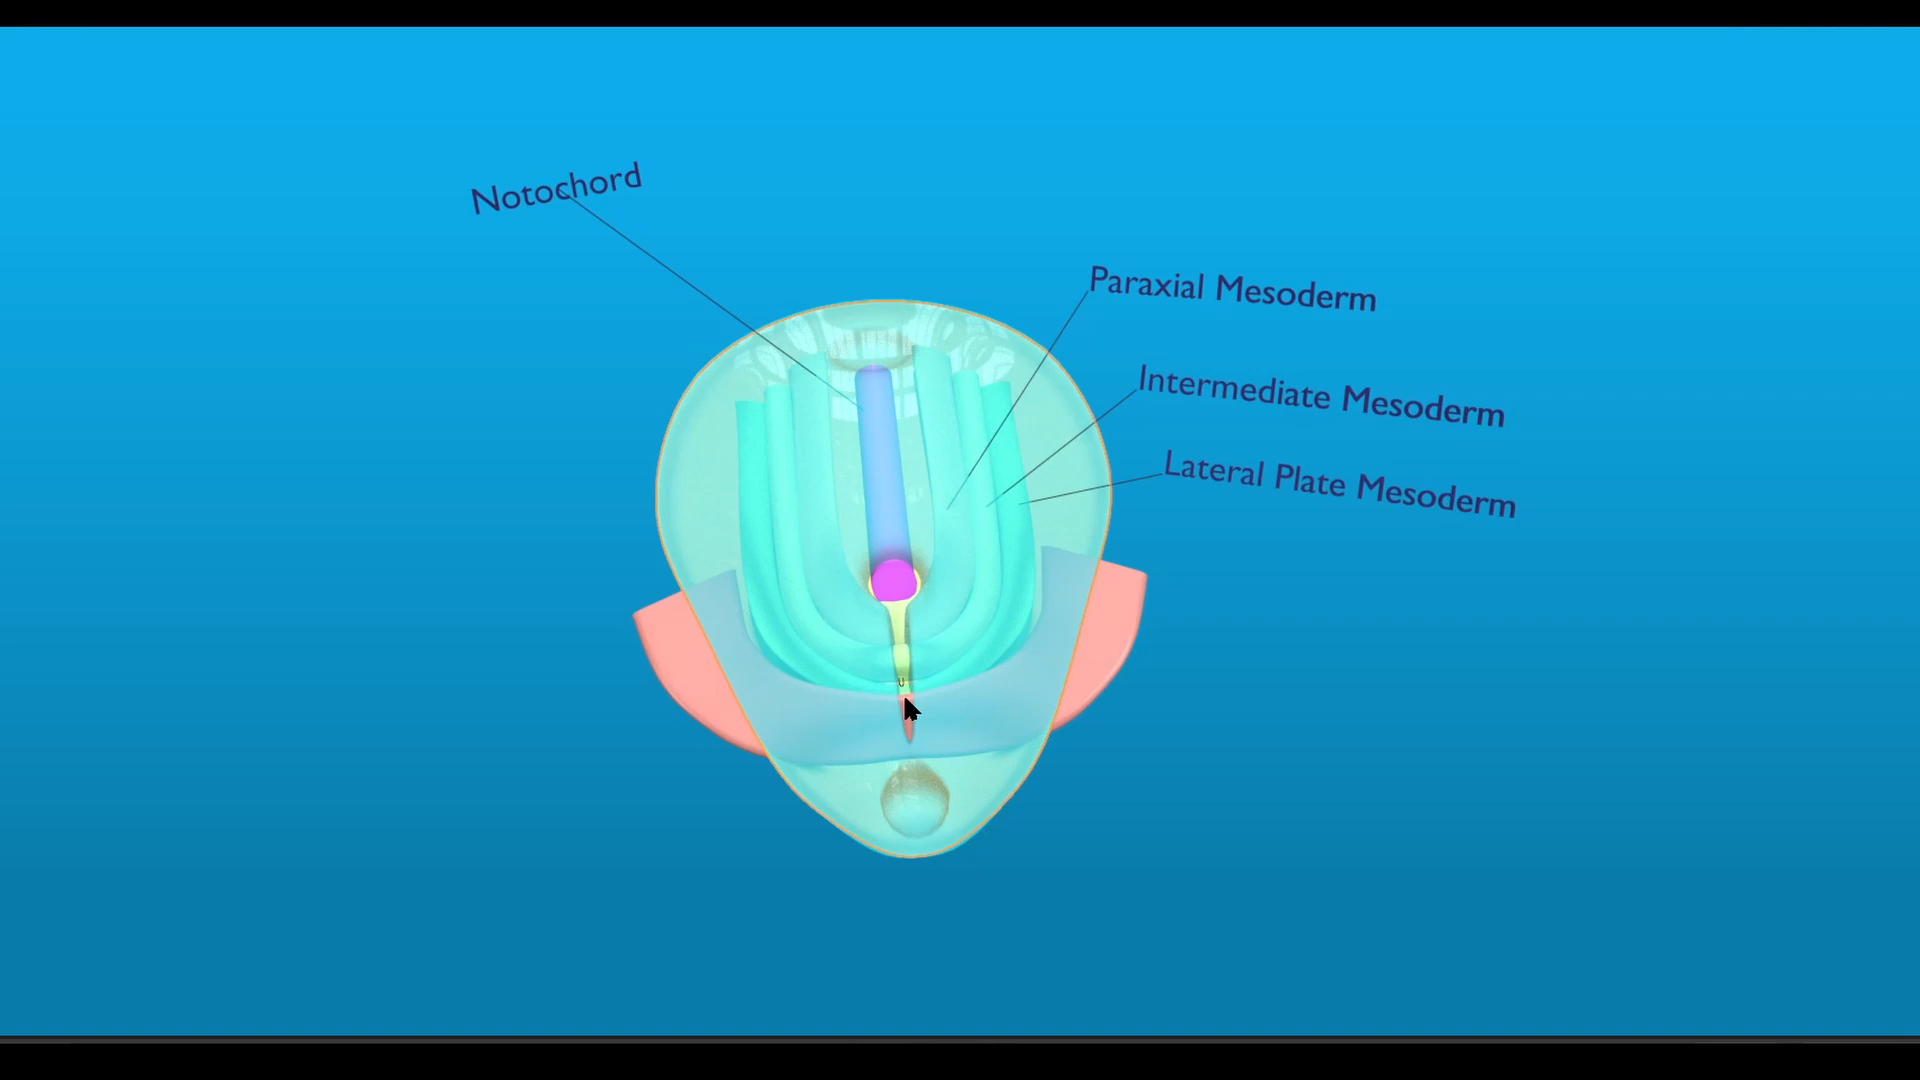 Notochord
Paraxial Mesoderm
Intermediate Mesoderm
Lateral Plate Mesoderm